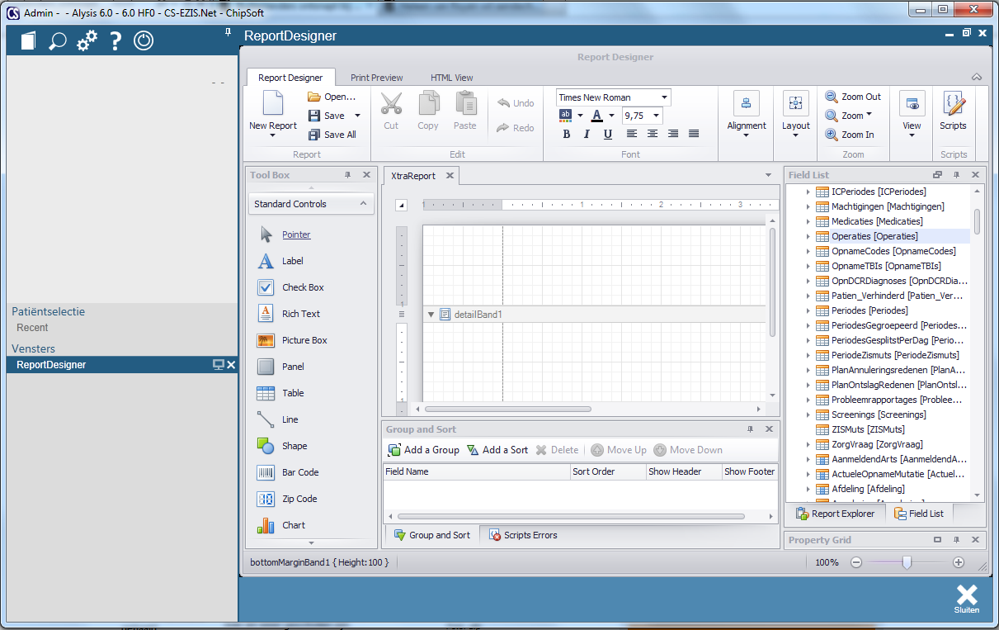 Admin - - Alysis 6.0 - 6.0 HF0 - CS-EZIS.Net - ChipSoft
ReportDesigner
- -
Patiëntselectie
Recent
Vensters
ReportDesigner
Report Designer
Report Designer
Print Preview
HTML View
New Report
Open...
Save
Save All
Report
Cut
Copy
Paste
Undo
Redo
Edit
Times New Roman
ab
A
9,75
B I U
Font
Alignment
Layout
Zoom Out
Zoom
Zoom In
Zoom
View
Scripts
Scripts
Tool Box
Standard Controls
Pointer
Label
Check Box
Rich Text
Picture Box
Panel
Table
Line
Shape
Bar Code
Zip Code
Chart
XtraReport
1 1 2 3
1
1
detailBand1
Group and Sort
Add a Group
Add a Sort
Delete
Move Up
Move Down
Field Name
Sort Order
Show Header
Show Footer
Group and Sort
Scripts Errors
Field List
ICPeriodes [ICPeriodes]
Machtigingen [Machtigingen]
Medicaties [Medicaties]
Operaties [Operaties]
OpnameCodes [OpnameCodes]
OpnameTBIs [OpnameTBIs]
OpnDCRDiagnoses [OpnDCRDia...
Patien_Verhinderd [Patien_Ver...
Periodes [Periodes]
PeriodesGegroepeerd [Periodes...
PeriodesGesplitstPerDag [Perio...
PeriodeZismuts [PeriodeZismuts]
PlanAnnuleringsredenen [PlanA...
PlanOntslagRedenen [PlanOntsl...
Probleemrapportages [Problee...
Screenings [Screenings]
ZISMuts [ZISMuts]
ZorgVraag [ZorgVraag]
AanmeldendArts [AanmeldendA...
ActueleOpnameMutatie [Actuel...
Afdeling [Afdeling]
Report Explorer
Field List
Property Grid
bottomMarginBand1 { Height:100 }
100%
Sluiten